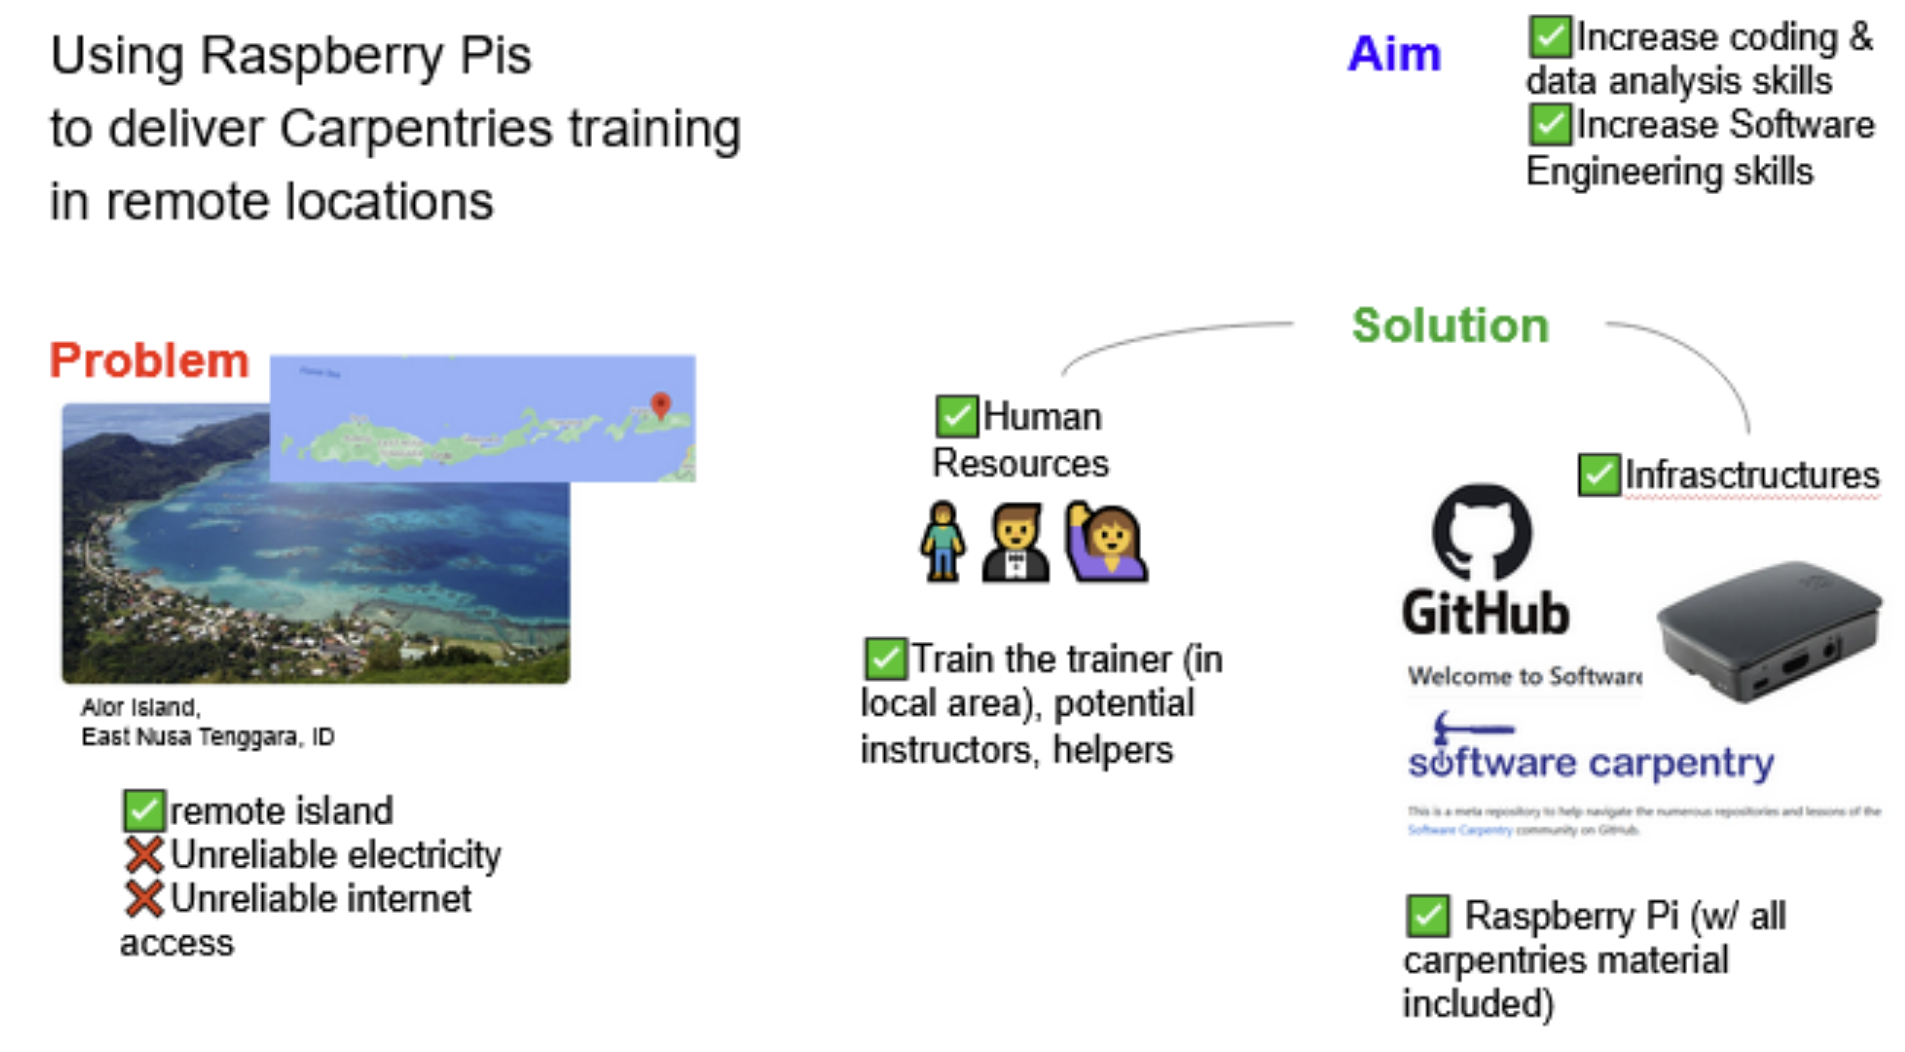 Using Raspberry Pis
to deliver Carpentries training
in remote locations
Aim
✅Increase coding &
data analysis skills
✅Increase Software
Engineering skills
Problem
Alor Island,
East Nusa Tenggara, ID
✅remote island
❌Unreliable electricity
❌Unreliable internet
access
Solution
✅Human
Resources
✅Train the trainer (in
local area), potential
instructors, helpers
✅Infrasctructures
GitHub
Welcome to Software
software carpentry
This is a meta repository to help navigate the numerous repositories and lessons of the
Software Carpentry community on GitHub.
✅ Raspberry Pi (w/ all
carpentries material
included)